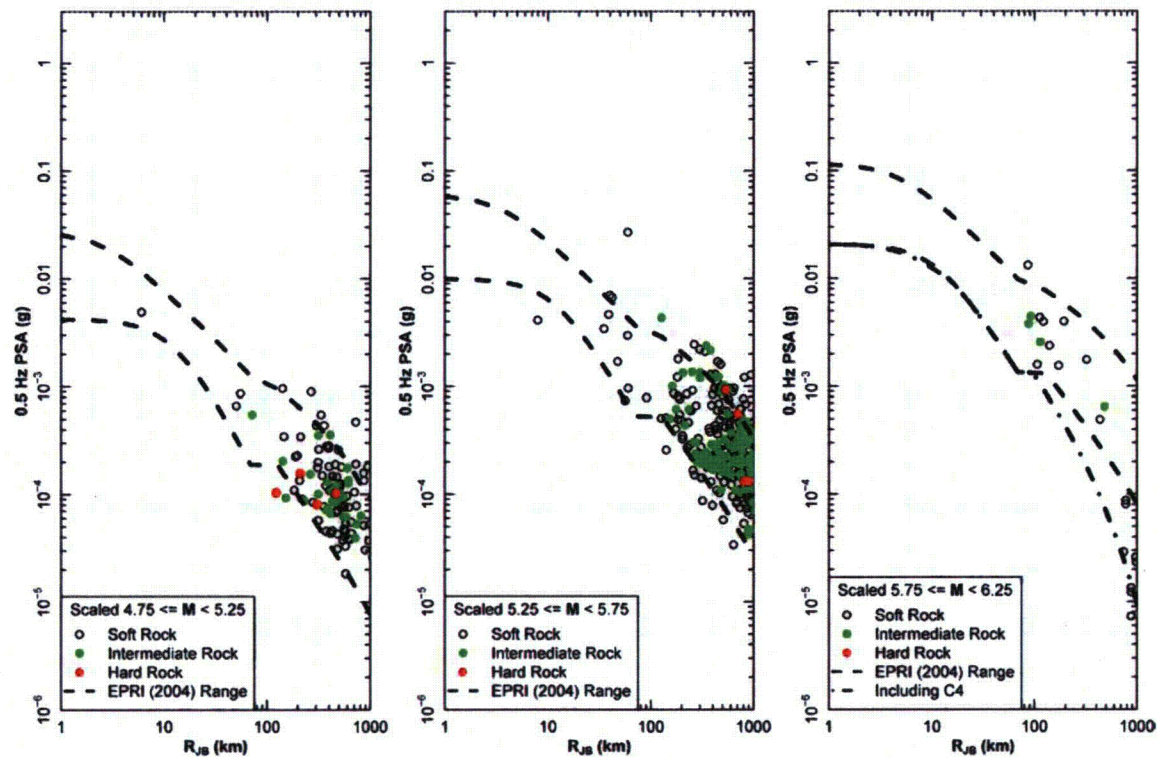 0.5 Hz PSA (g)
1
0.1
0.01
10⁻³
10⁻⁴
10⁻⁵
10⁻⁶
Scaled 4.75 <= M < 5.25
Soft Rock
Intermediate Rock
Hard Rock
EPRI (2004) Range
1 10 100 1000
R_JB (km)
0.5 Hz PSA (g)
1
0.1
0.01
10⁻³
10⁻⁴
10⁻⁵
10⁻⁶
Scaled 5.25 <= M < 5.75
Soft Rock
Intermediate Rock
Hard Rock
EPRI (2004) Range
1 10 100 1000
R_JB (km)
0.5 Hz PSA (g)
1
0.1
0.01
10⁻³
10⁻⁴
10⁻⁵
10⁻⁶
Scaled 5.75 <= M < 6.25
Soft Rock
Intermediate Rock
Hard Rock
EPRI (2004) Range
Including C4
1 10 100 1000
R_JB (km)